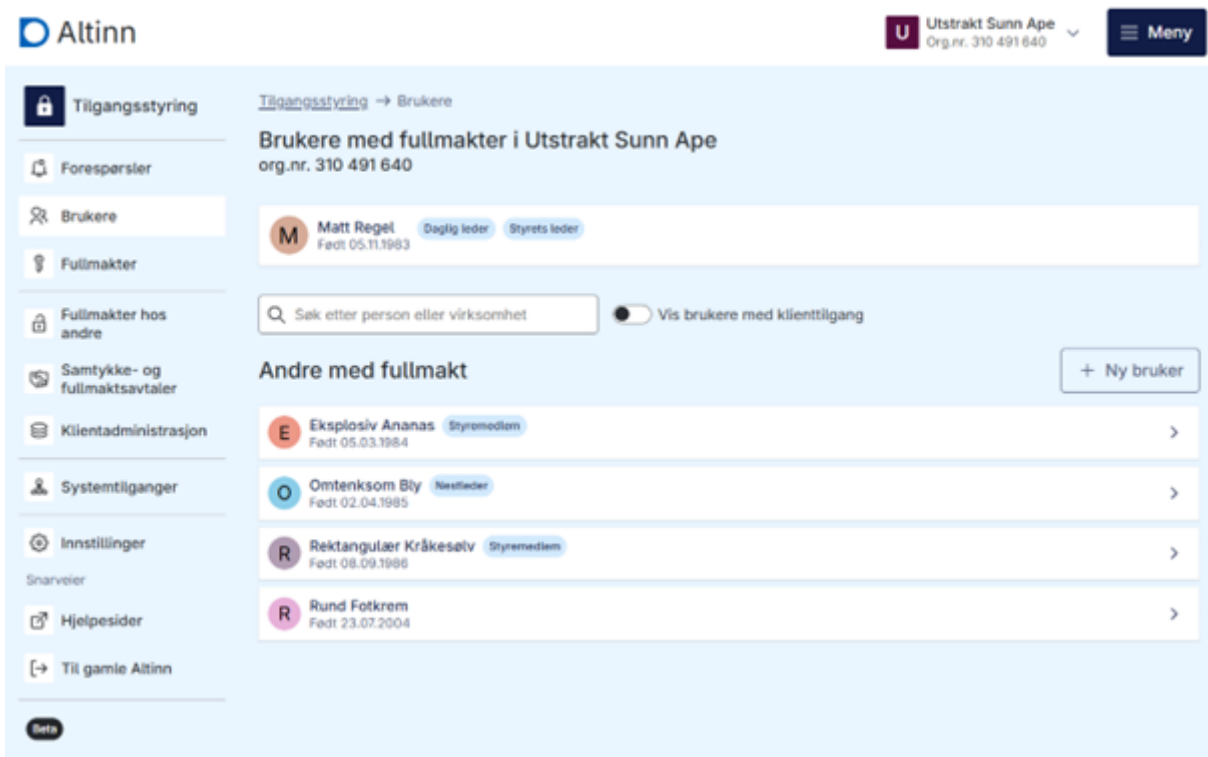 Altinn
U
Utstrakt Sunn Ape
Org.nr. 310 491 640
Meny
Tilgangsstyring
Forespørsler
Brukere
Fullmakter
Fullmakter hos
andre
Samtykke- og
fullmaktsavtaler
Klientadministrasjon
Systemtilganger
Innstillinger
Snarveier
Hjelpesider
Til gamle Altinn
Beta
Tilgangsstyring → Brukere
Brukere med fullmakter i Utstrakt Sunn Ape
org.nr. 310 491 640
M
Matt Regel Daglig leder Styrets leder
Født 05.11.1983
Søk etter person eller virksomhet
Vis brukere med klienttilgang
Andre med fullmakt
+ Ny bruker
E
Eksplosiv Ananas Styremedlem
Født 05.03.1984
O
Omtenksom Bly Nestleder
Født 02.04.1985
R
Rektangulær Kråkesølv Styremedlem
Født 08.09.1986
R
Rund Fotkrem
Født 23.07.2004